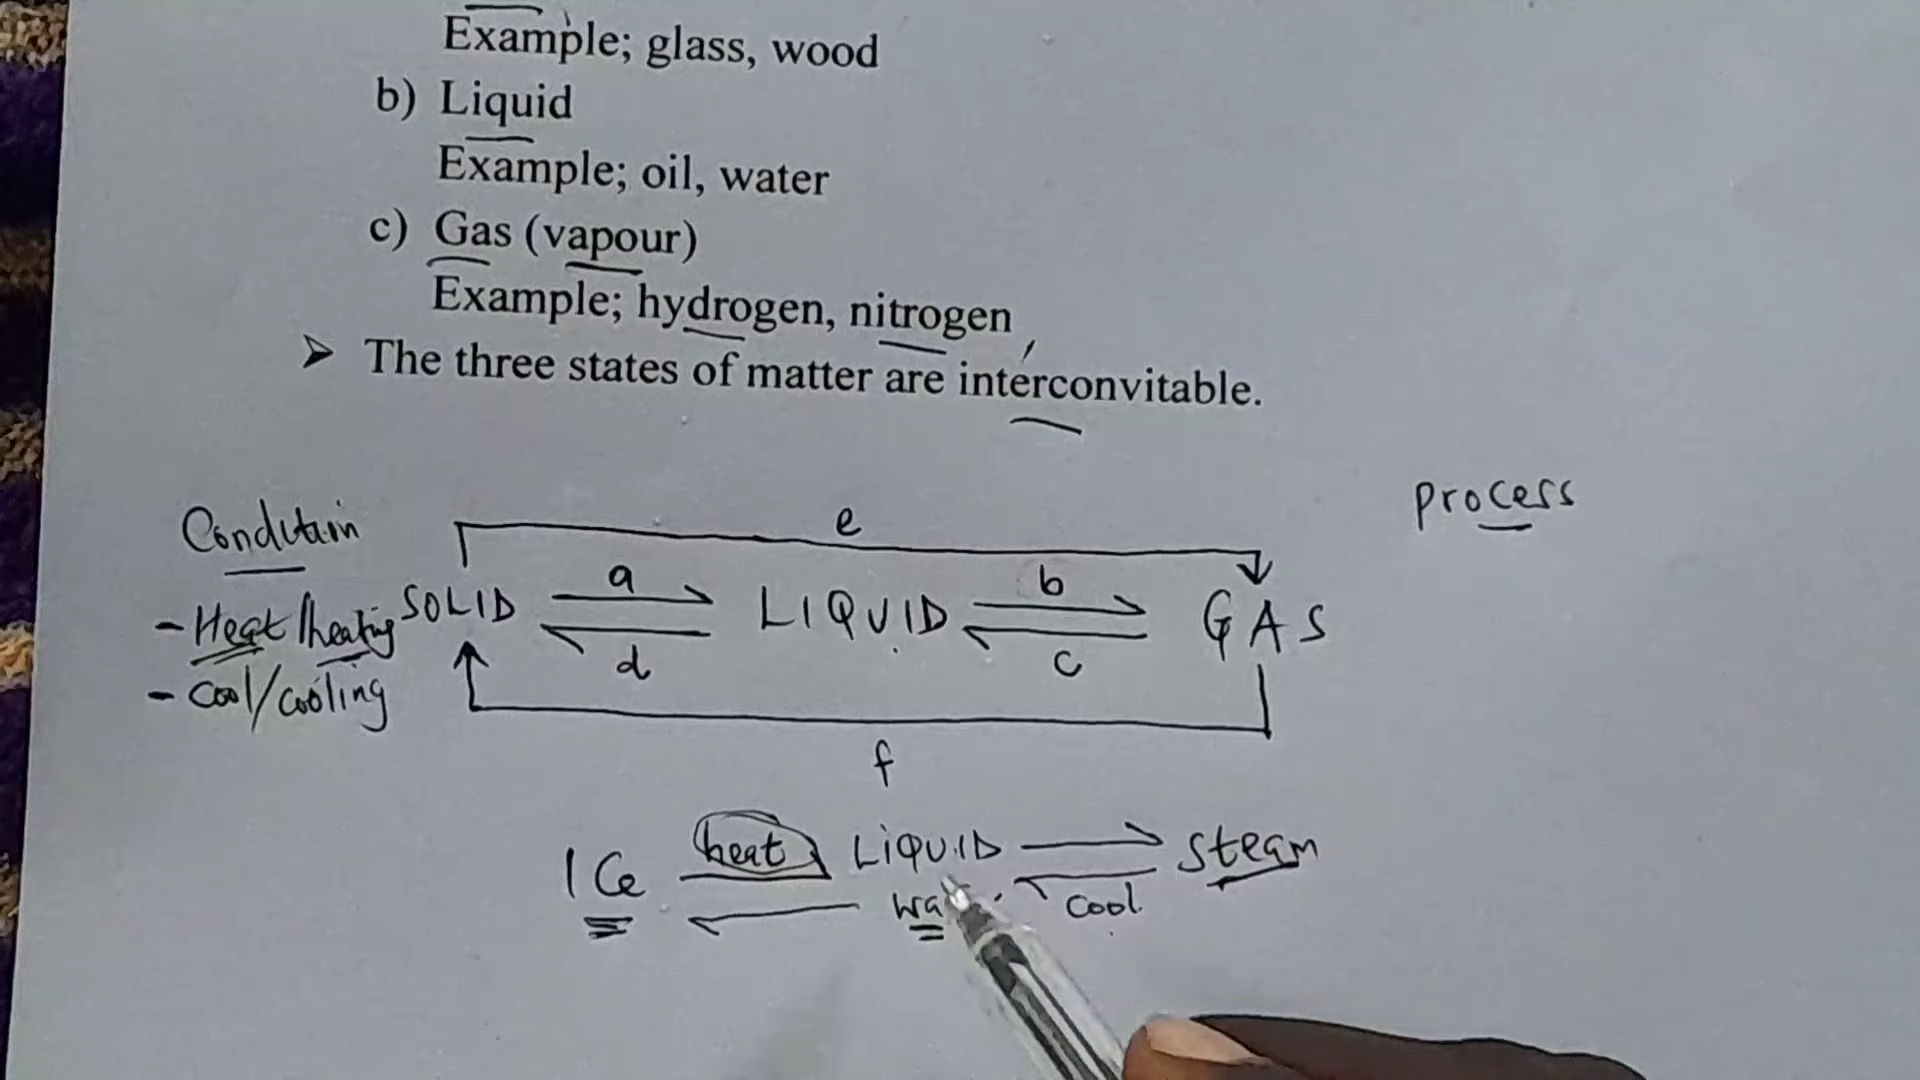 Example; glass, wood
b) Liquid
Example; oil, water
c) Gas (vapour)
Example; hydrogen, nitrogen
➤ The three states of matter are interconvitable.
process
Condition
e
- Heat/heating
SOLID
a
LIQUID
b
GAS
d
c
- Cool/cooling
f
ICe
heat
LiQUID
steam
wa
Cool